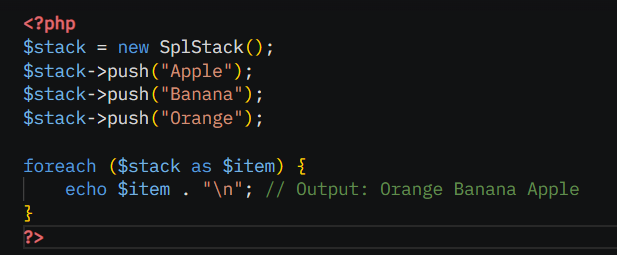 <?php
$stack = new SplStack();
$stack->push("Apple");
$stack->push("Banana");
$stack->push("Orange");

foreach ($stack as $item) {
    echo $item . "\n"; // Output: Orange Banana Apple
}
?>